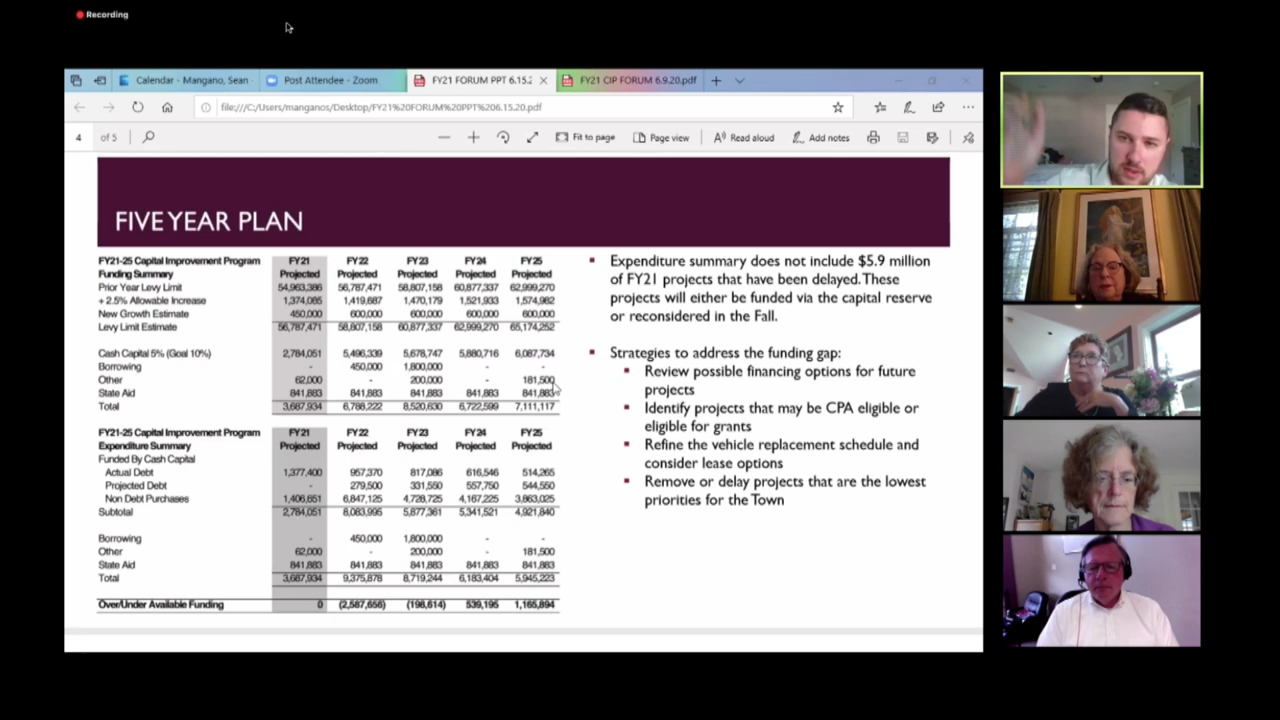 Recording
Calendar - Mangano, Sean
Post Attendee - Zoom
FY21 FORUM PPT 6.15.2
FY21 CIP FORUM 6.9.20.pdf
file:///C:/Users/manganos/Desktop/FY21%20FORUM%20PPT%206.15.20.pdf
4 of 5
Fit to page
Page view
Read aloud
Add notes
FIVE YEAR PLAN
FY21-25 Capital Improvement Program FY21 FY22 FY23 FY24 FY25
Funding Summary Projected Projected Projected Projected Projected
Prior Year Levy Limit 54,963,386 56,787,471 58,807,158 60,877,337 62,999,270
+ 2.5% Allowable Increase 1,374,085 1,419,687 1,470,179 1,521,933 1,574,982
New Growth Estimate 450,000 600,000 600,000 600,000 600,000
Levy Limit Estimate 56,787,471 58,807,158 60,877,337 62,999,270 65,174,252
Cash Capital 5% (Goal 10%) 2,784,051 5,496,339 5,678,747 5,880,716 6,087,734
Borrowing - 450,000 1,800,000 - -
Other 62,000 - 200,000 - 181,500
State Aid 841,883 841,883 841,883 841,883 841,883
Total 3,687,934 6,788,222 8,520,630 6,722,599 7,111,117
FY21-25 Capital Improvement Program FY21 FY22 FY23 FY24 FY25
Expenditure Summary Projected Projected Projected Projected Projected
Funded By Cash Capital
Actual Debt 1,377,400 957,370 817,086 616,546 514,265
Projected Debt - 279,500 331,550 557,750 544,550
Non Debt Purchases 1,406,651 6,847,125 4,728,725 4,167,225 3,863,025
Subtotal 2,784,051 8,083,995 5,877,361 5,341,521 4,921,840
Borrowing - 450,000 1,800,000 - -
Other 62,000 - 200,000 - 181,500
State Aid 841,883 841,883 841,883 841,883 841,883
Total 3,687,934 9,375,878 8,719,244 6,183,404 5,945,223
Over/Under Available Funding 0 (2,587,656) (198,614) 539,195 1,165,894
Expenditure summary does not include $5.9 million
of FY21 projects that have been delayed. These
projects will either be funded via the capital reserve
or reconsidered in the Fall.
Strategies to address the funding gap:
Review possible financing options for future
projects
Identify projects that may be CPA eligible or
eligible for grants
Refine the vehicle replacement schedule and
consider lease options
Remove or delay projects that are the lowest
priorities for the Town